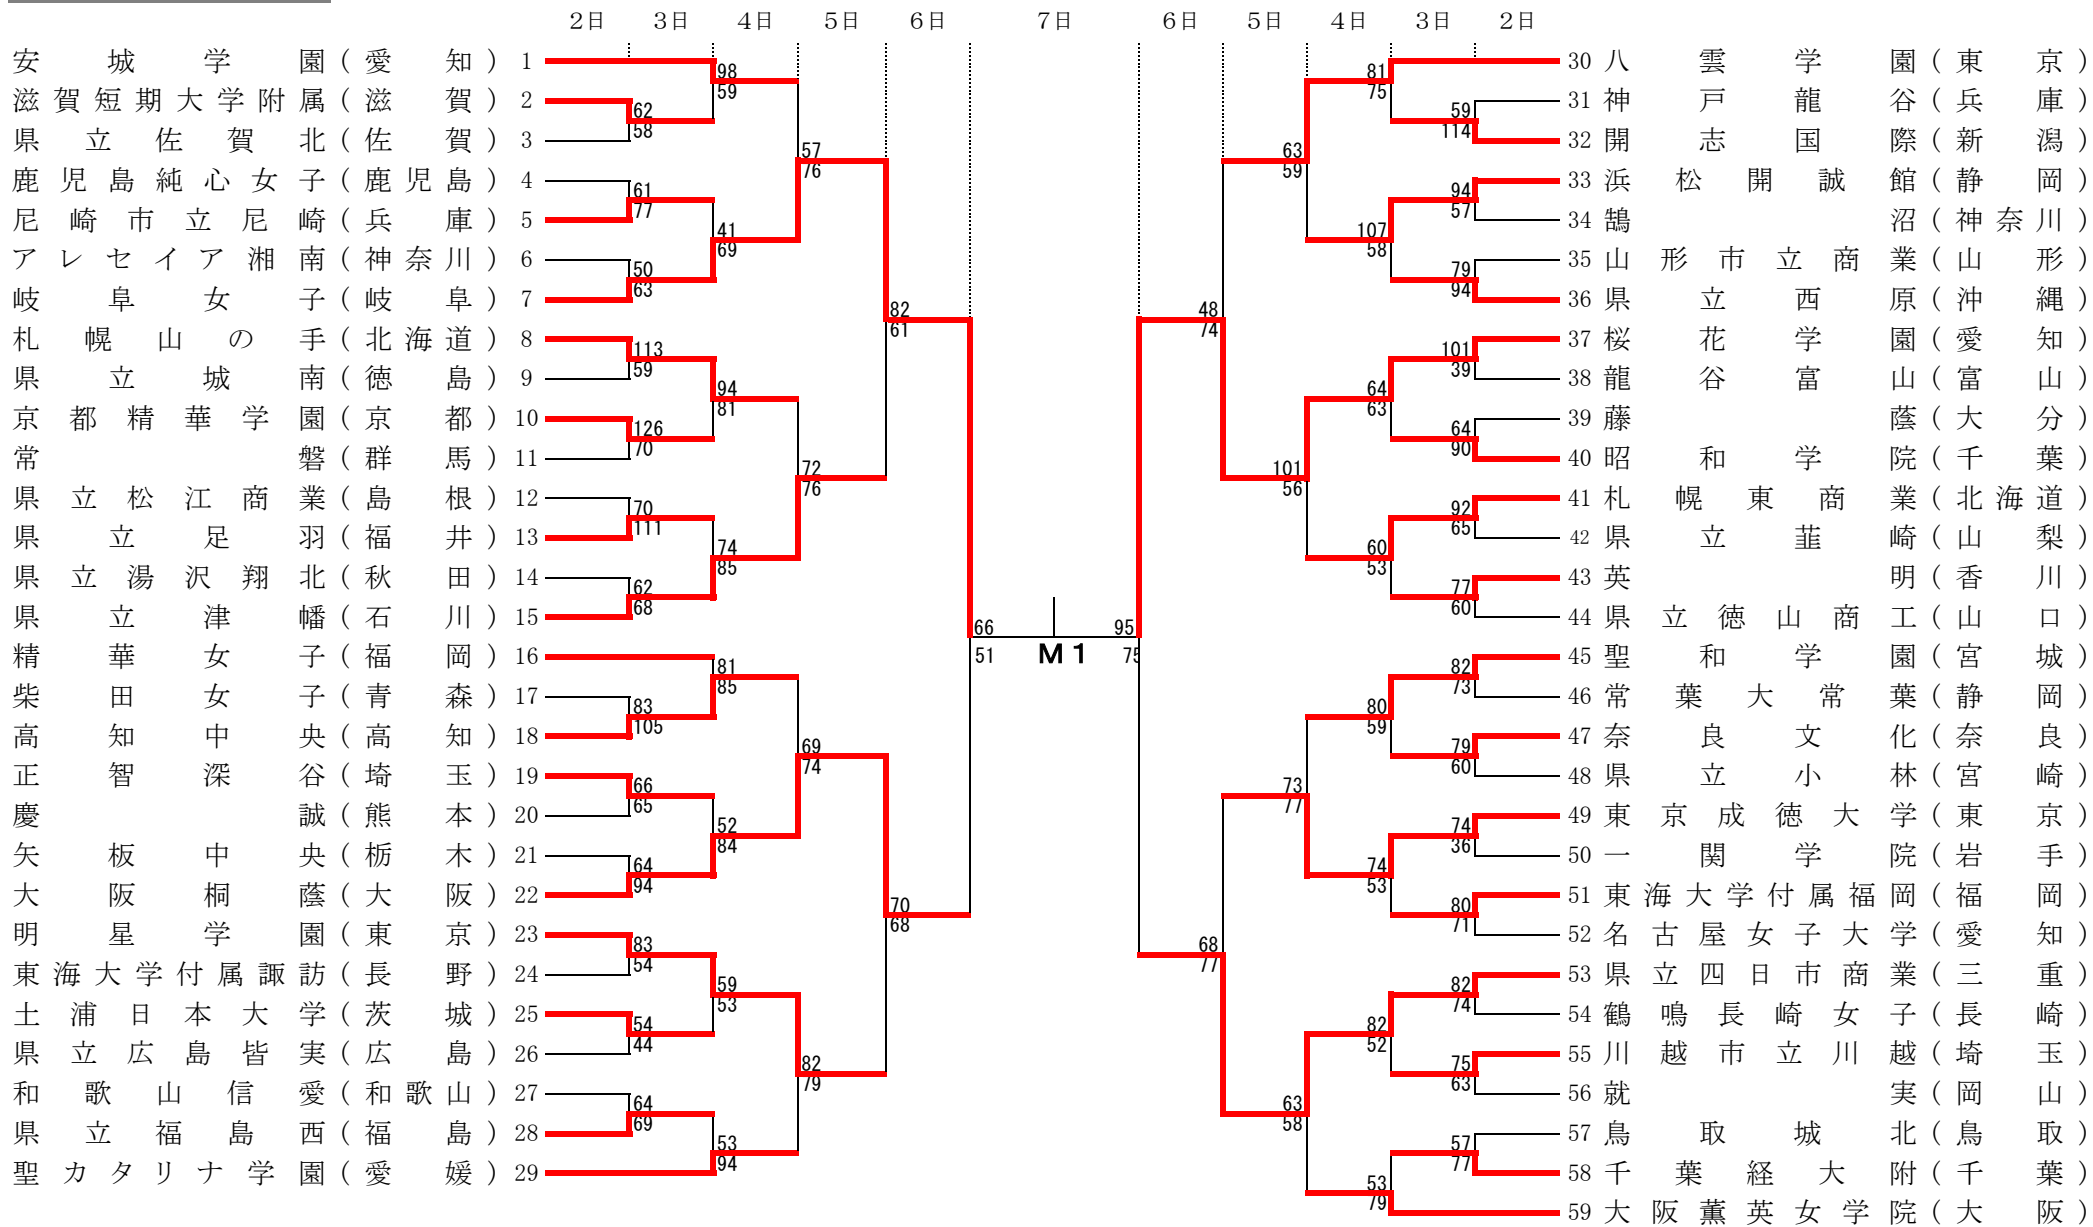 2日 3日 4日 5日 6日 7日 6日 5日 4日 3日 2日
安城学園(愛知) 1
滋賀短期大学附属(滋賀) 2
県立佐賀北(佐賀) 3
鹿児島純心女子(鹿児島) 4
尼崎市立尼崎(兵庫) 5
アレセイア湘南(神奈川) 6
岐阜女子(岐阜) 7
札幌山の手(北海道) 8
県立城南(徳島) 9
京都精華学園(京都) 10
常磐(群馬) 11
県立松江商業(島根) 12
県立足羽(福井) 13
県立湯沢翔北(秋田) 14
県立津幡(石川) 15
精華女子(福岡) 16
柴田女子(青森) 17
高知中央(高知) 18
正智深谷(埼玉) 19
慶誠(熊本) 20
矢板中央(栃木) 21
大阪桐蔭(大阪) 22
明星学園(東京) 23
東海大学付属諏訪(長野) 24
土浦日本大学(茨城) 25
県立広島皆実(広島) 26
和歌山信愛(和歌山) 27
県立福島西(福島) 28
聖カタリナ学園(愛媛) 29
62
58
61
77
50
63
113
59
126
70
70
111
62
68
83
105
66
65
64
94
83
54
54
44
64
69
98
59
41
69
94
81
74
85
81
85
52
84
59
53
53
94
57
76
72
76
69
74
82
79
82
61
70
68
66
51
M1
95
75
48
74
68
77
63
59
101
56
73
77
63
58
81
75
107
58
64
63
60
53
80
59
74
53
82
52
53
79
59
114
94
57
79
94
101
39
64
90
92
65
77
60
82
73
79
60
74
36
80
71
82
74
75
63
57
77
30 八雲学園(東京)
31 神戸龍谷(兵庫)
32 開志国際(新潟)
33 浜松開誠館(静岡)
34 鵠沼(神奈川)
35 山形市立商業(山形)
36 県立西原(沖縄)
37 桜花学園(愛知)
38 龍谷富山(富山)
39 藤蔭(大分)
40 昭和学院(千葉)
41 札幌東商業(北海道)
42 県立韮崎(山梨)
43 英明(香川)
44 県立徳山商工(山口)
45 聖和学園(宮城)
46 常葉大常葉(静岡)
47 奈良文化(奈良)
48 県立小林(宮崎)
49 東京成徳大学(東京)
50 一関学院(岩手)
51 東海大学付属福岡(福岡)
52 名古屋女子大学(愛知)
53 県立四日市商業(三重)
54 鶴鳴長崎女子(長崎)
55 川越市立川越(埼玉)
56 就実(岡山)
57 鳥取城北(鳥取)
58 千葉経大附(千葉)
59 大阪薫英女学院(大阪)